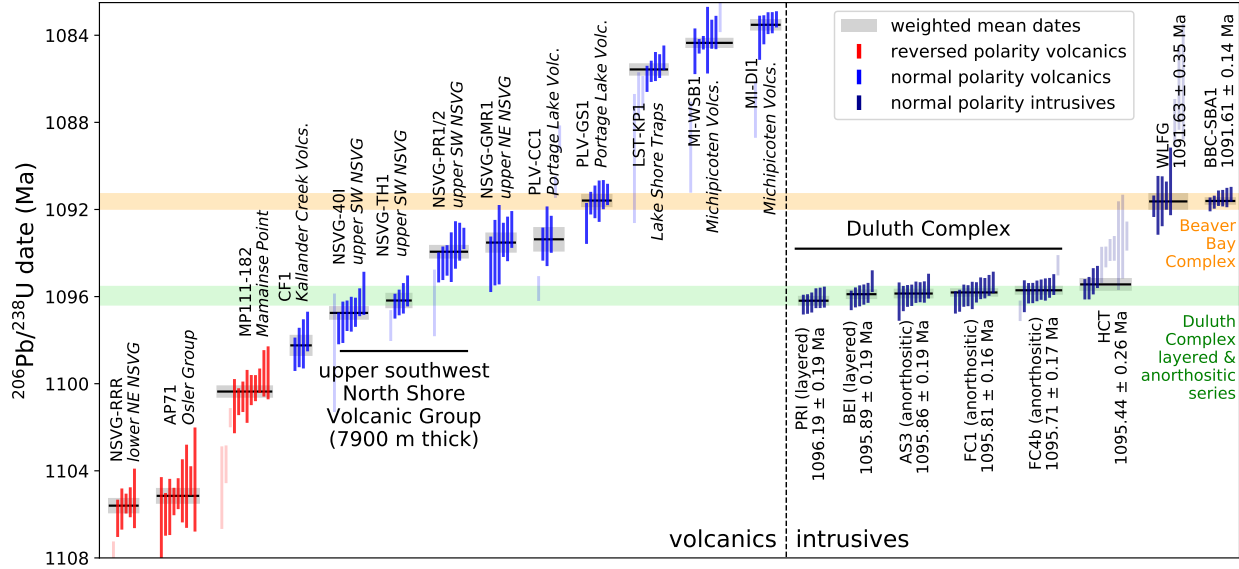 ²⁰⁶Pb/²³⁸U date (Ma)
1084
1088
1092
1096
1100
1104
1108
NSVG-RRR
lower NE NSVG
AP71
Osler Group
MP111-182
Mamainse Point
CF1
Kallander Creek Volcs.
NSVG-40I
upper SW NSVG
NSVG-TH1
upper SW NSVG
NSVG-PR1/2
upper SW NSVG
NSVG-GMR1
upper NE NSVG
PLV-CC1
Portage Lake Volc.
PLV-GS1
Portage Lake Volc.
LST-KP1
Lake Shore Traps
MI-WSB1
Michipicoten Volcs.
MI-DI1
Michipicoten Volcs.
upper southwest
North Shore
Volcanic Group
(7900 m thick)
weighted mean dates
reversed polarity volcanics
normal polarity volcanics
normal polarity intrusives
Duluth Complex
PRI (layered)
1096.19 ± 0.19 Ma
BEI (layered)
1095.89 ± 0.19 Ma
AS3 (anorthositic)
1095.86 ± 0.19 Ma
FC1 (anorthositic)
1095.81 ± 0.16 Ma
FC4b (anorthositic)
1095.71 ± 0.17 Ma
HCT
1095.44 ± 0.26 Ma
WLFG
1091.63 ± 0.35 Ma
BBC-SBA1
1091.61 ± 0.14 Ma
Beaver
Bay
Complex
Duluth
Complex
layered &
anorthositic
series
volcanics
intrusives